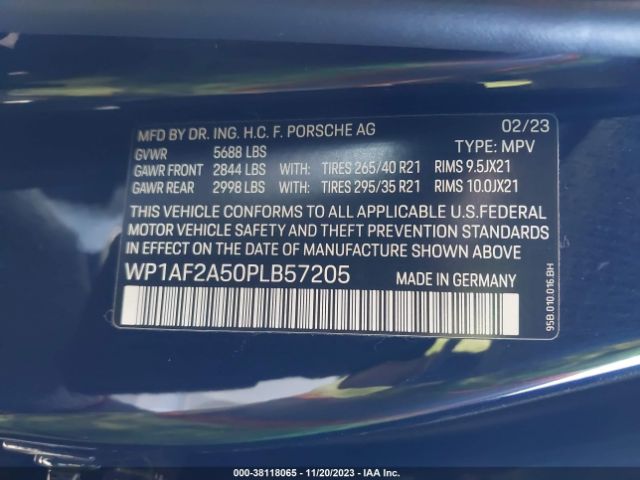 MFD BY DR. ING. H.C. F. PORSCHE AG 02/23
GVWR 5688 LBS TYPE: MPV
GAWR FRONT 2844 LBS WITH: TIRES 265/40 R21 RIMS 9.5JX21
GAWR REAR 2998 LBS WITH: TIRES 295/35 R21 RIMS 10.0JX21
THIS VEHICLE CONFORMS TO ALL APPLICABLE U.S.FEDERAL
MOTOR VEHICLE SAFETY AND THEFT PREVENTION STANDARDS
IN EFFECT ON THE DATE OF MANUFACTURE SHOWN ABOVE
WP1AF2A50PLB57205
MADE IN GERMANY
95B.010.016 BH
000-38118065 - 11/20/2023 - IAA Inc.